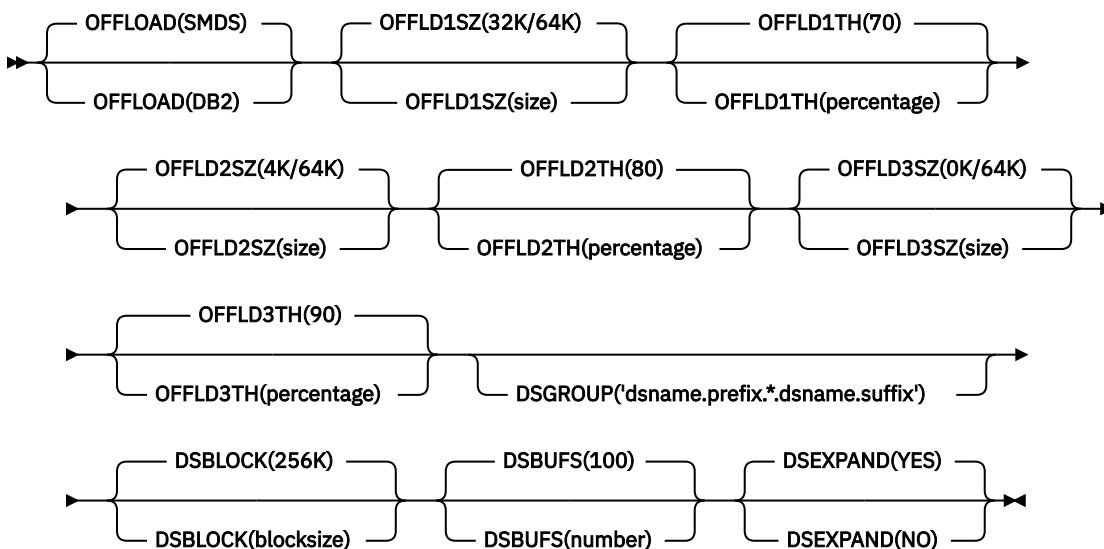 OFFLOAD(SMDS) OFFLD1SZ(32K/64K) OFFLD1TH(70)
OFFLOAD(DB2) OFFLD1SZ(size) OFFLD1TH(percentage)
OFFLD2SZ(4K/64K) OFFLD2TH(80) OFFLD3SZ(0K/64K)
OFFLD2SZ(size) OFFLD2TH(percentage) OFFLD3SZ(size)
OFFLD3TH(90)
OFFLD3TH(percentage) DSGROUP('dsname.prefix.*.dsname.suffix')
DSBLOCK(256K) DSBUFS(100) DSEXPAND(YES)
DSBLOCK(blocksize) DSBUFS(number) DSEXPAND(NO)